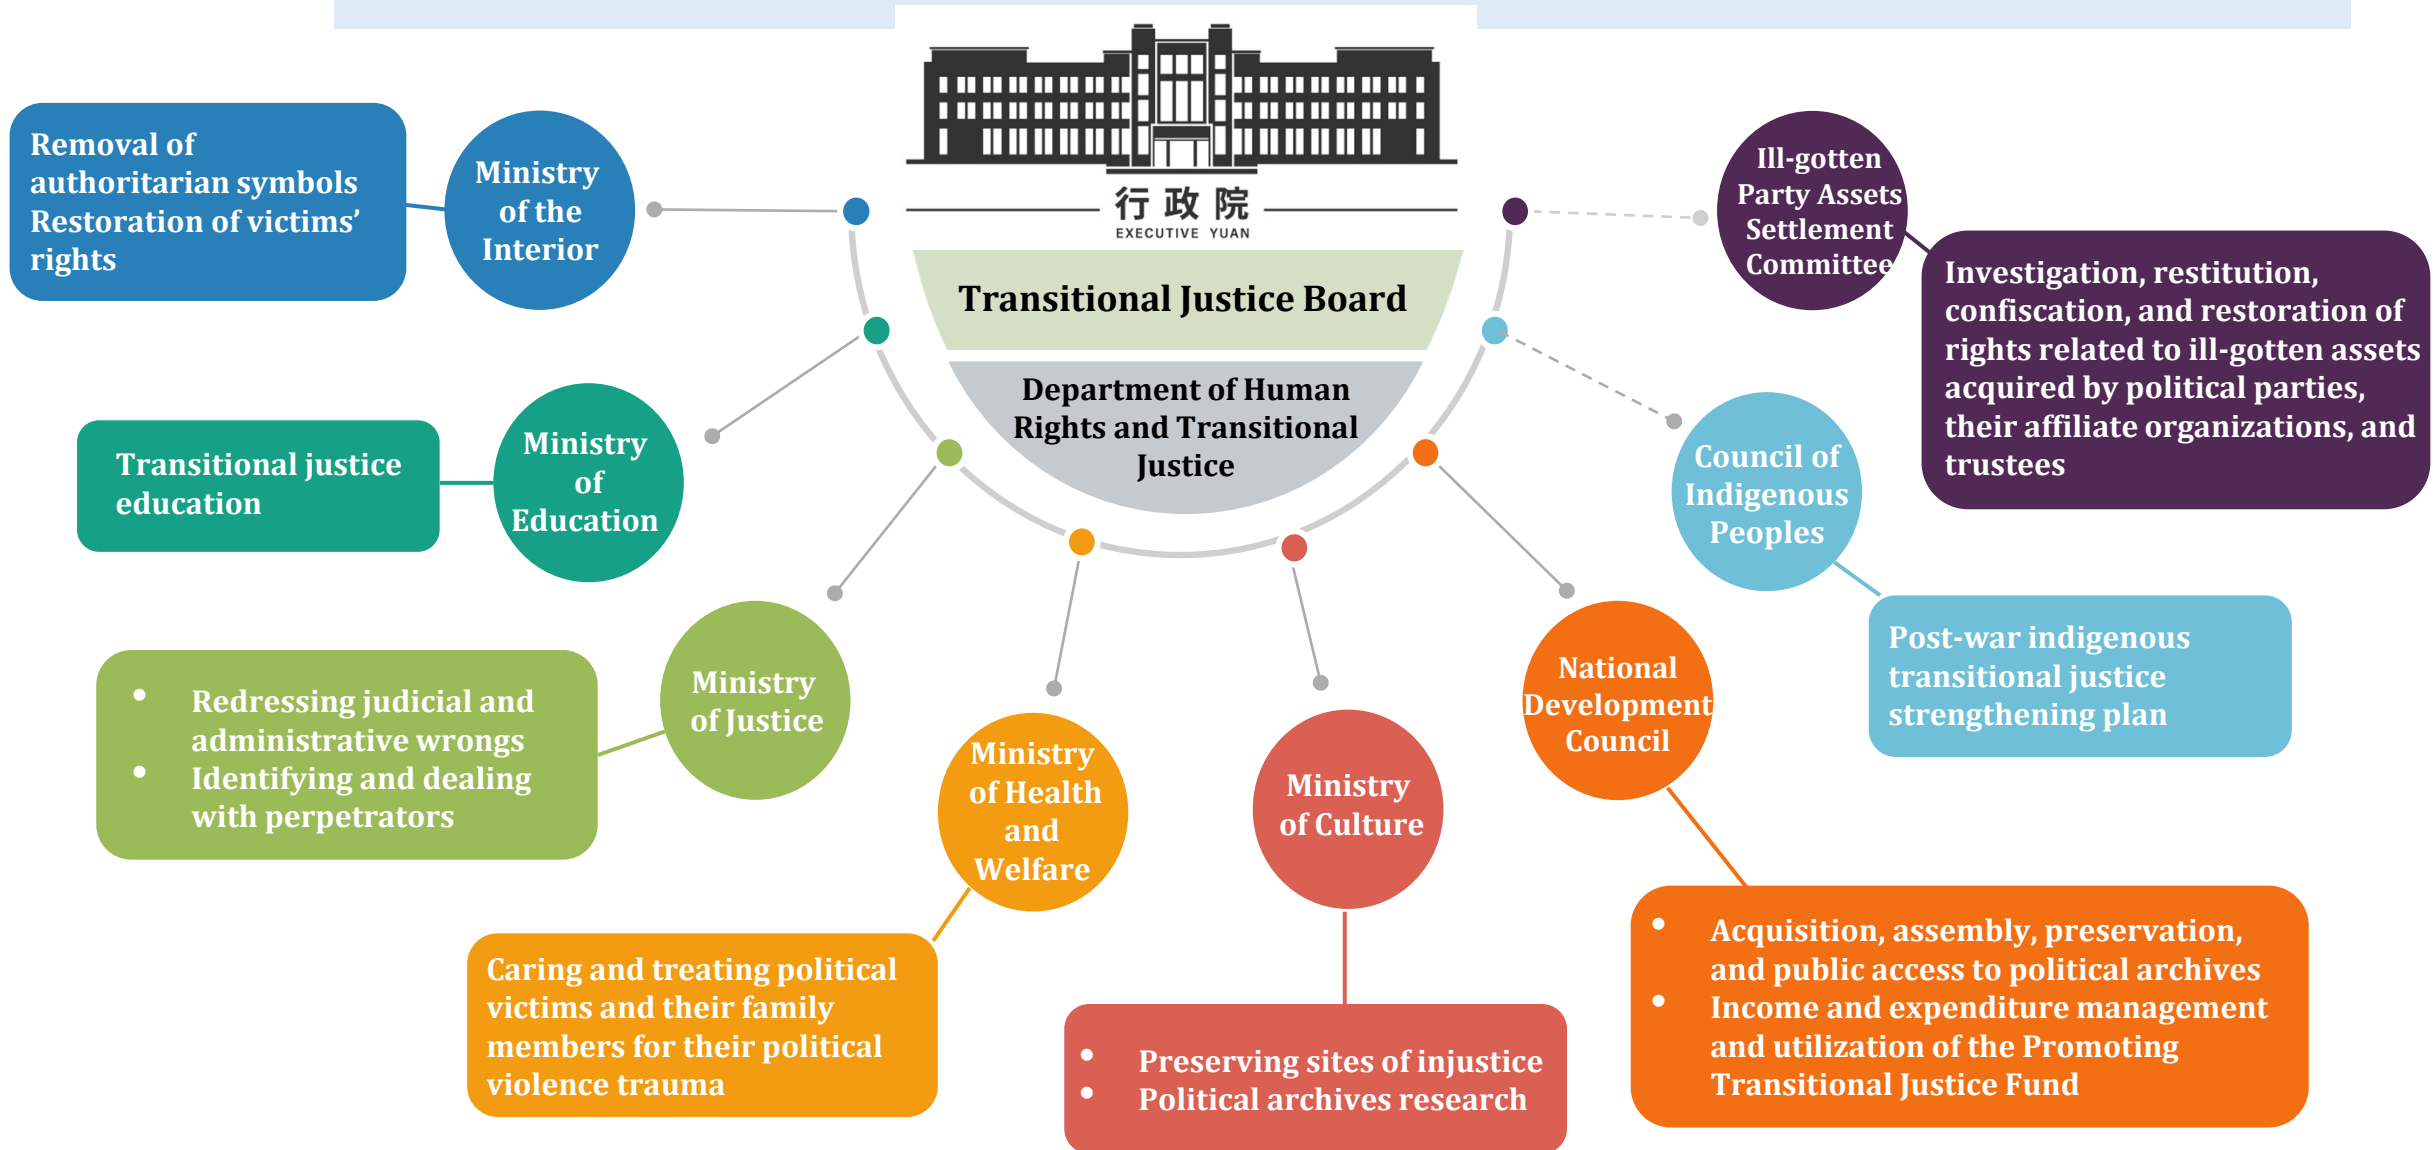 行政院
EXECUTIVE YUAN
Transitional Justice Board
Department of Human
Rights and Transitional
Justice
Removal of
authoritarian symbols
Restoration of victims’
rights
Ministry
of the
Interior
Transitional justice
education
Ministry
of
Education
• Redressing judicial and
administrative wrongs
• Identifying and dealing
with perpetrators
Ministry
of Justice
Caring and treating political
victims and their family
members for their political
violence trauma
Ministry
of Health
and
Welfare
Ministry
of Culture
• Preserving sites of injustice
• Political archives research
National
Development
Council
• Acquisition, assembly, preservation,
and public access to political archives
• Income and expenditure management
and utilization of the Promoting
Transitional Justice Fund
Council of
Indigenous
Peoples
Post-war indigenous
transitional justice
strengthening plan
Ill-gotten
Party Assets
Settlement
Committee
Investigation, restitution,
confiscation, and restoration of
rights related to ill-gotten assets
acquired by political parties,
their affiliate organizations, and
trustees